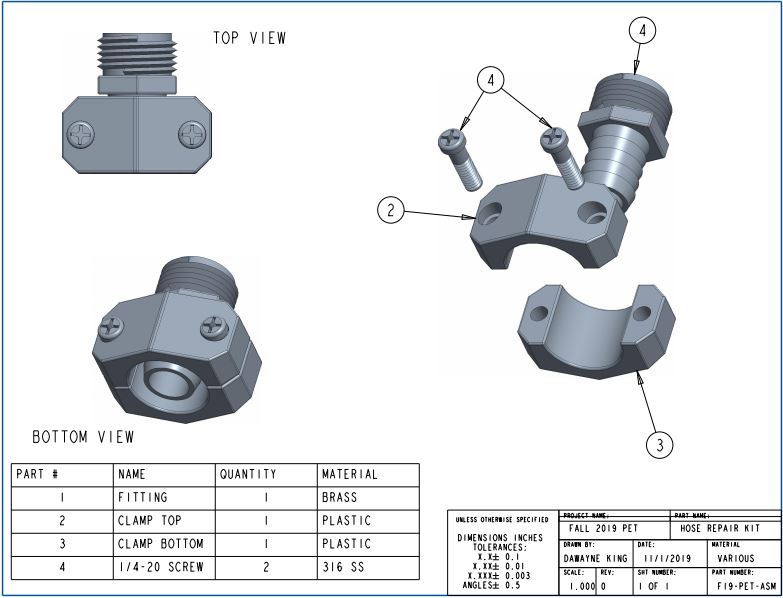 TOP VIEW
4
4
2
3
BOTTOM VIEW
PART # NAME QUANTITY MATERIAL
1 FITTING 1 BRASS
2 CLAMP TOP 1 PLASTIC
3 CLAMP BOTTOM 1 PLASTIC
4 1/4-20 SCREW 2 316 SS
UNLESS OTHERWISE SPECIFIED
DIMENSIONS INCHES
TOLERANCES:
X.X± 0.1
X.XX± 0.01
X.XXX± 0.003
ANGLES± 0.5
PROJECT NAME: PART NAME:
FALL 2019 PET HOSE REPAIR KIT
DRAWN BY: DATE: MATERIAL
DAWAYNE KING 11/1/2019 VARIOUS
SCALE: REV: SHT NUMBER: PART NUMBER:
1.000 0 1 OF 1 F19-PET-ASM